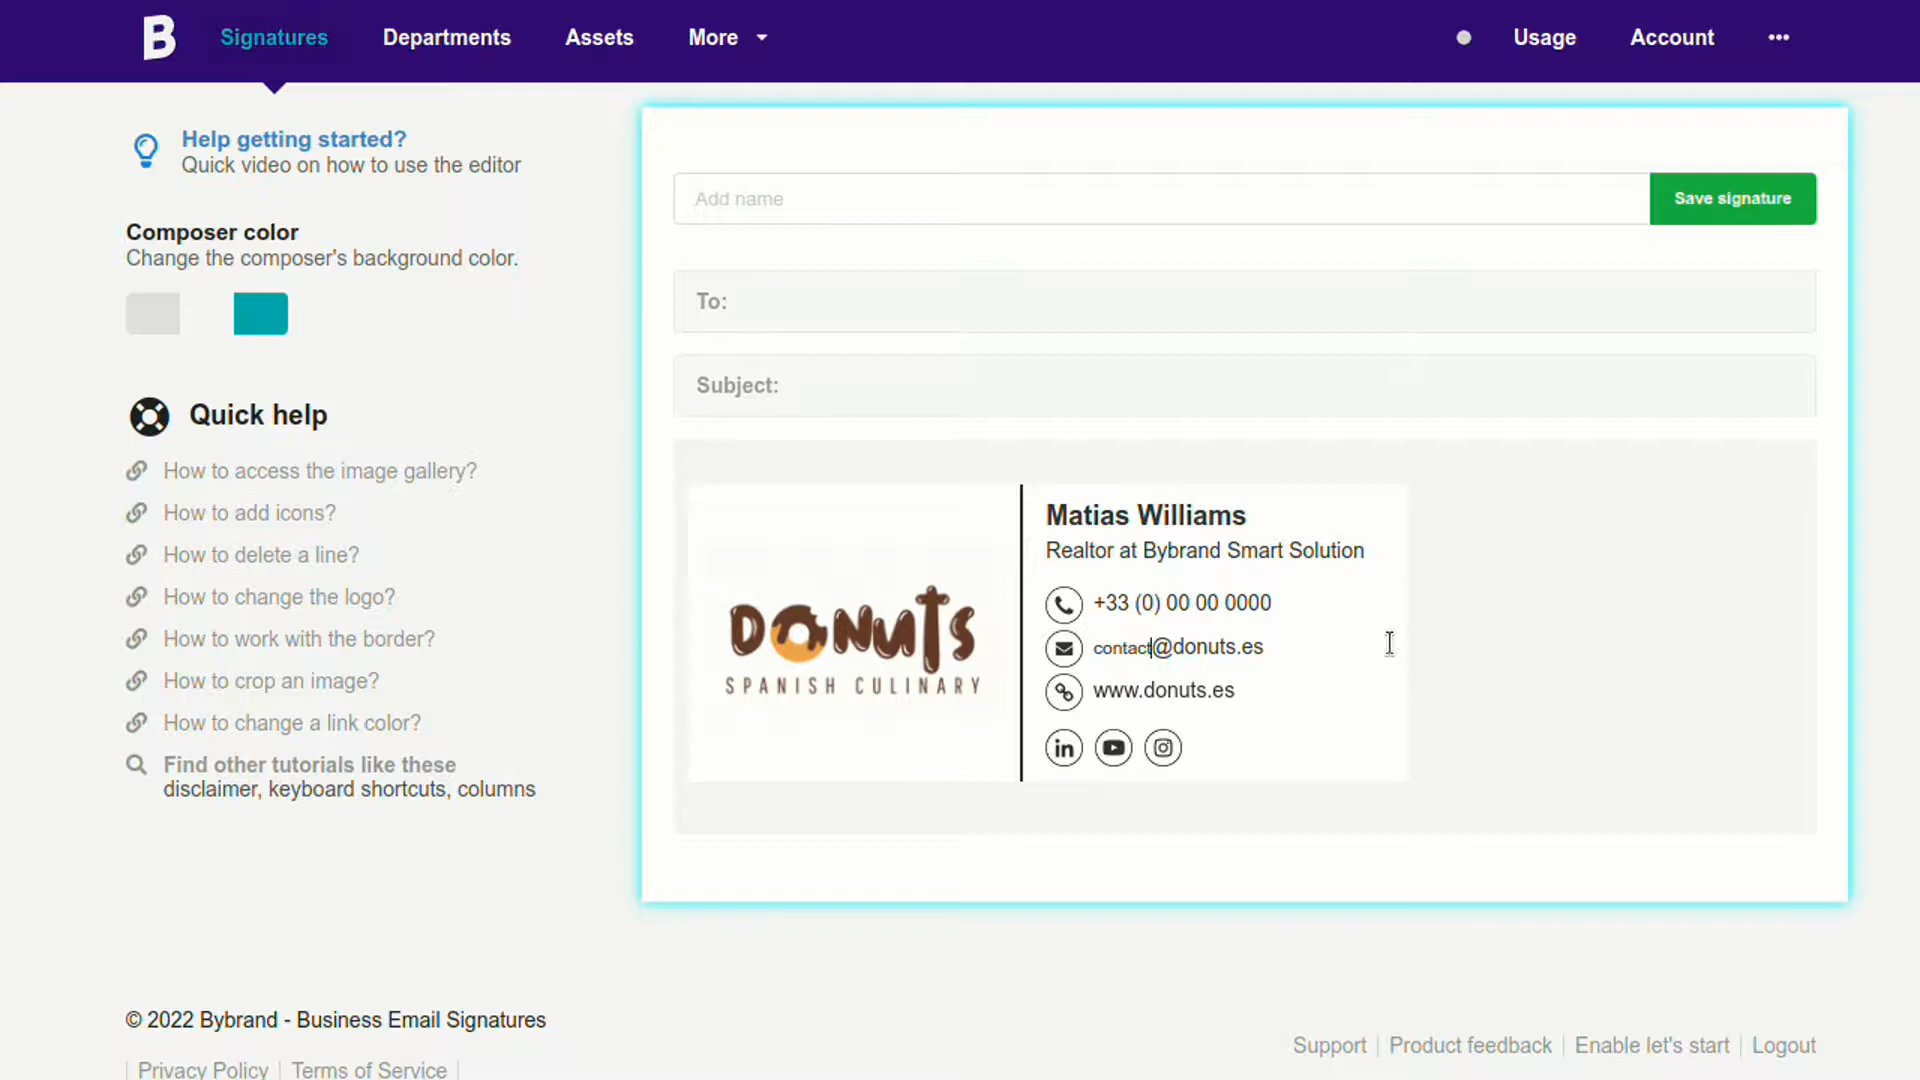 B Signatures Departments Assets More Usage Account •••
Help getting started?
Quick video on how to use the editor
Composer color
Change the composer's background color.
Quick help
How to access the image gallery?
How to add icons?
How to delete a line?
How to change the logo?
How to work with the border?
How to crop an image?
How to change a link color?
Find other tutorials like these
disclaimer, keyboard shortcuts, columns
Add name
Save signature
To:
Subject:
DONUTS
SPANISH CULINARY
Matias Williams
Realtor at Bybrand Smart Solution
+33 (0) 00 00 0000
contact@donuts.es
www.donuts.es
in
© 2022 Bybrand - Business Email Signatures
| Privacy Policy | Terms of Service |
Support | Product feedback | Enable let's start | Logout